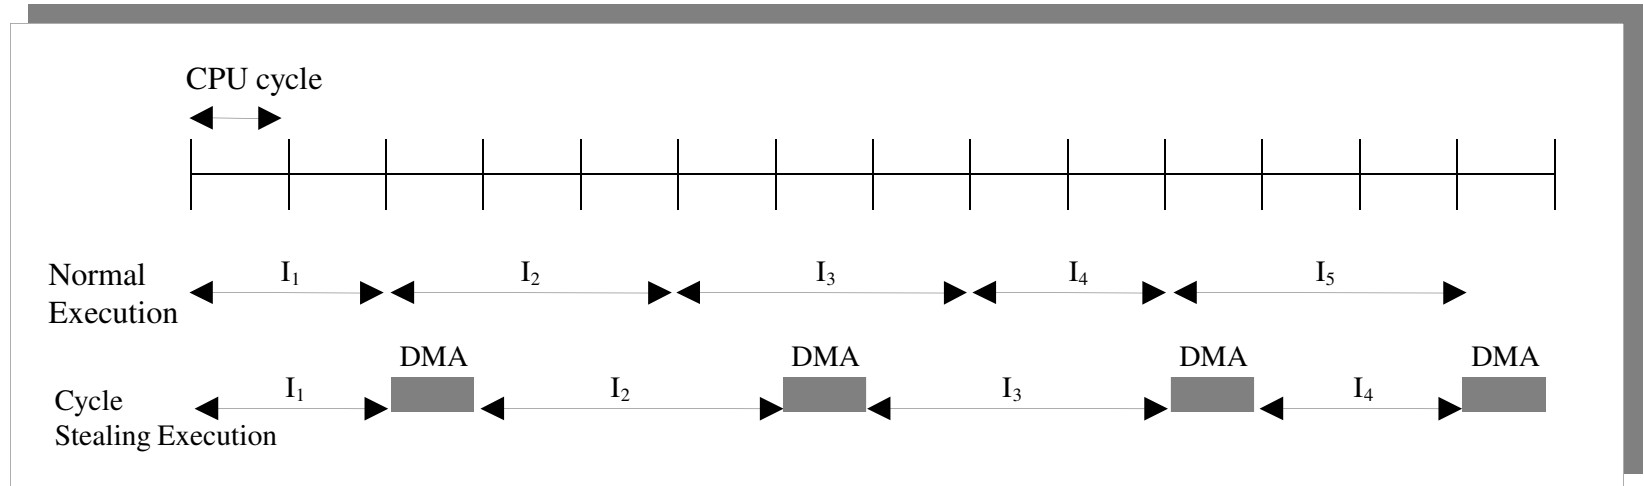 CPU cycle
Normal
Execution
I₁ I₂ I₃ I₄ I₅
DMA DMA DMA DMA
Cycle
Stealing Execution
I₁ I₂ I₃ I₄